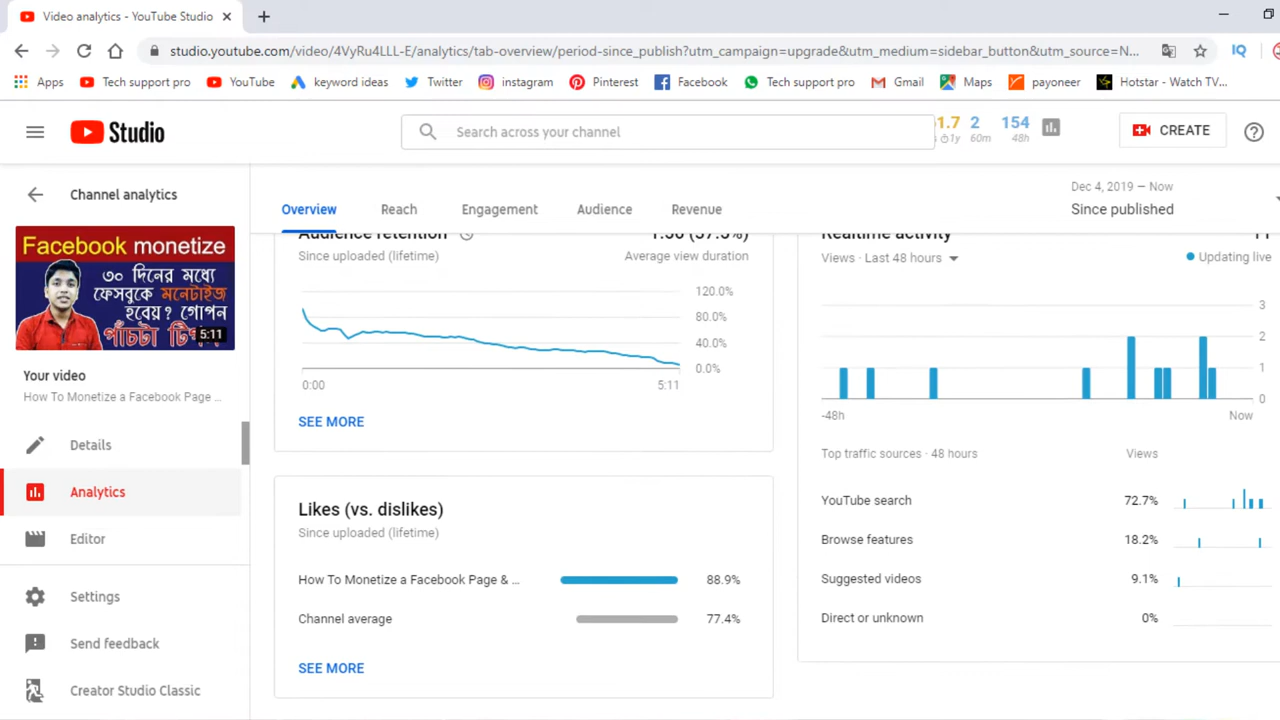 Video analytics - YouTube Studio
studio.youtube.com/video/4VyRu4LLL-E/analytics/tab-overview/period-since_publish?utm_campaign=upgrade&utm_medium=sidebar_button&utm_source=N...
Apps Tech support pro YouTube keyword ideas Twitter instagram Pinterest Facebook Tech support pro Gmail Maps payoneer Hotstar - Watch TV...
Studio
Search across your channel
1.7 2 154
1y 60m 48h
CREATE
Channel analytics
Overview Reach Engagement Audience Revenue
Dec 4, 2019 – Now
Since published
Facebook monetize
৩০ দিনের মধ্যে
ফেসবুকে মনেটাইজ
হবেয়? গোপন
পাঁচটা
5:11
Your video
How To Monetize a Facebook Page ...
Details
Analytics
Editor
Settings
Send feedback
Creator Studio Classic
Audience retention
Since uploaded (lifetime)
Average view duration
120.0%
80.0%
40.0%
0.0%
0:00 5:11
SEE MORE
Likes (vs. dislikes)
Since uploaded (lifetime)
How To Monetize a Facebook Page & ... 88.9%
Channel average 77.4%
SEE MORE
Realtime activity
Views · Last 48 hours
Updating live
3
2
1
0
-48h Now
Top traffic sources · 48 hours Views
YouTube search 72.7%
Browse features 18.2%
Suggested videos 9.1%
Direct or unknown 0%